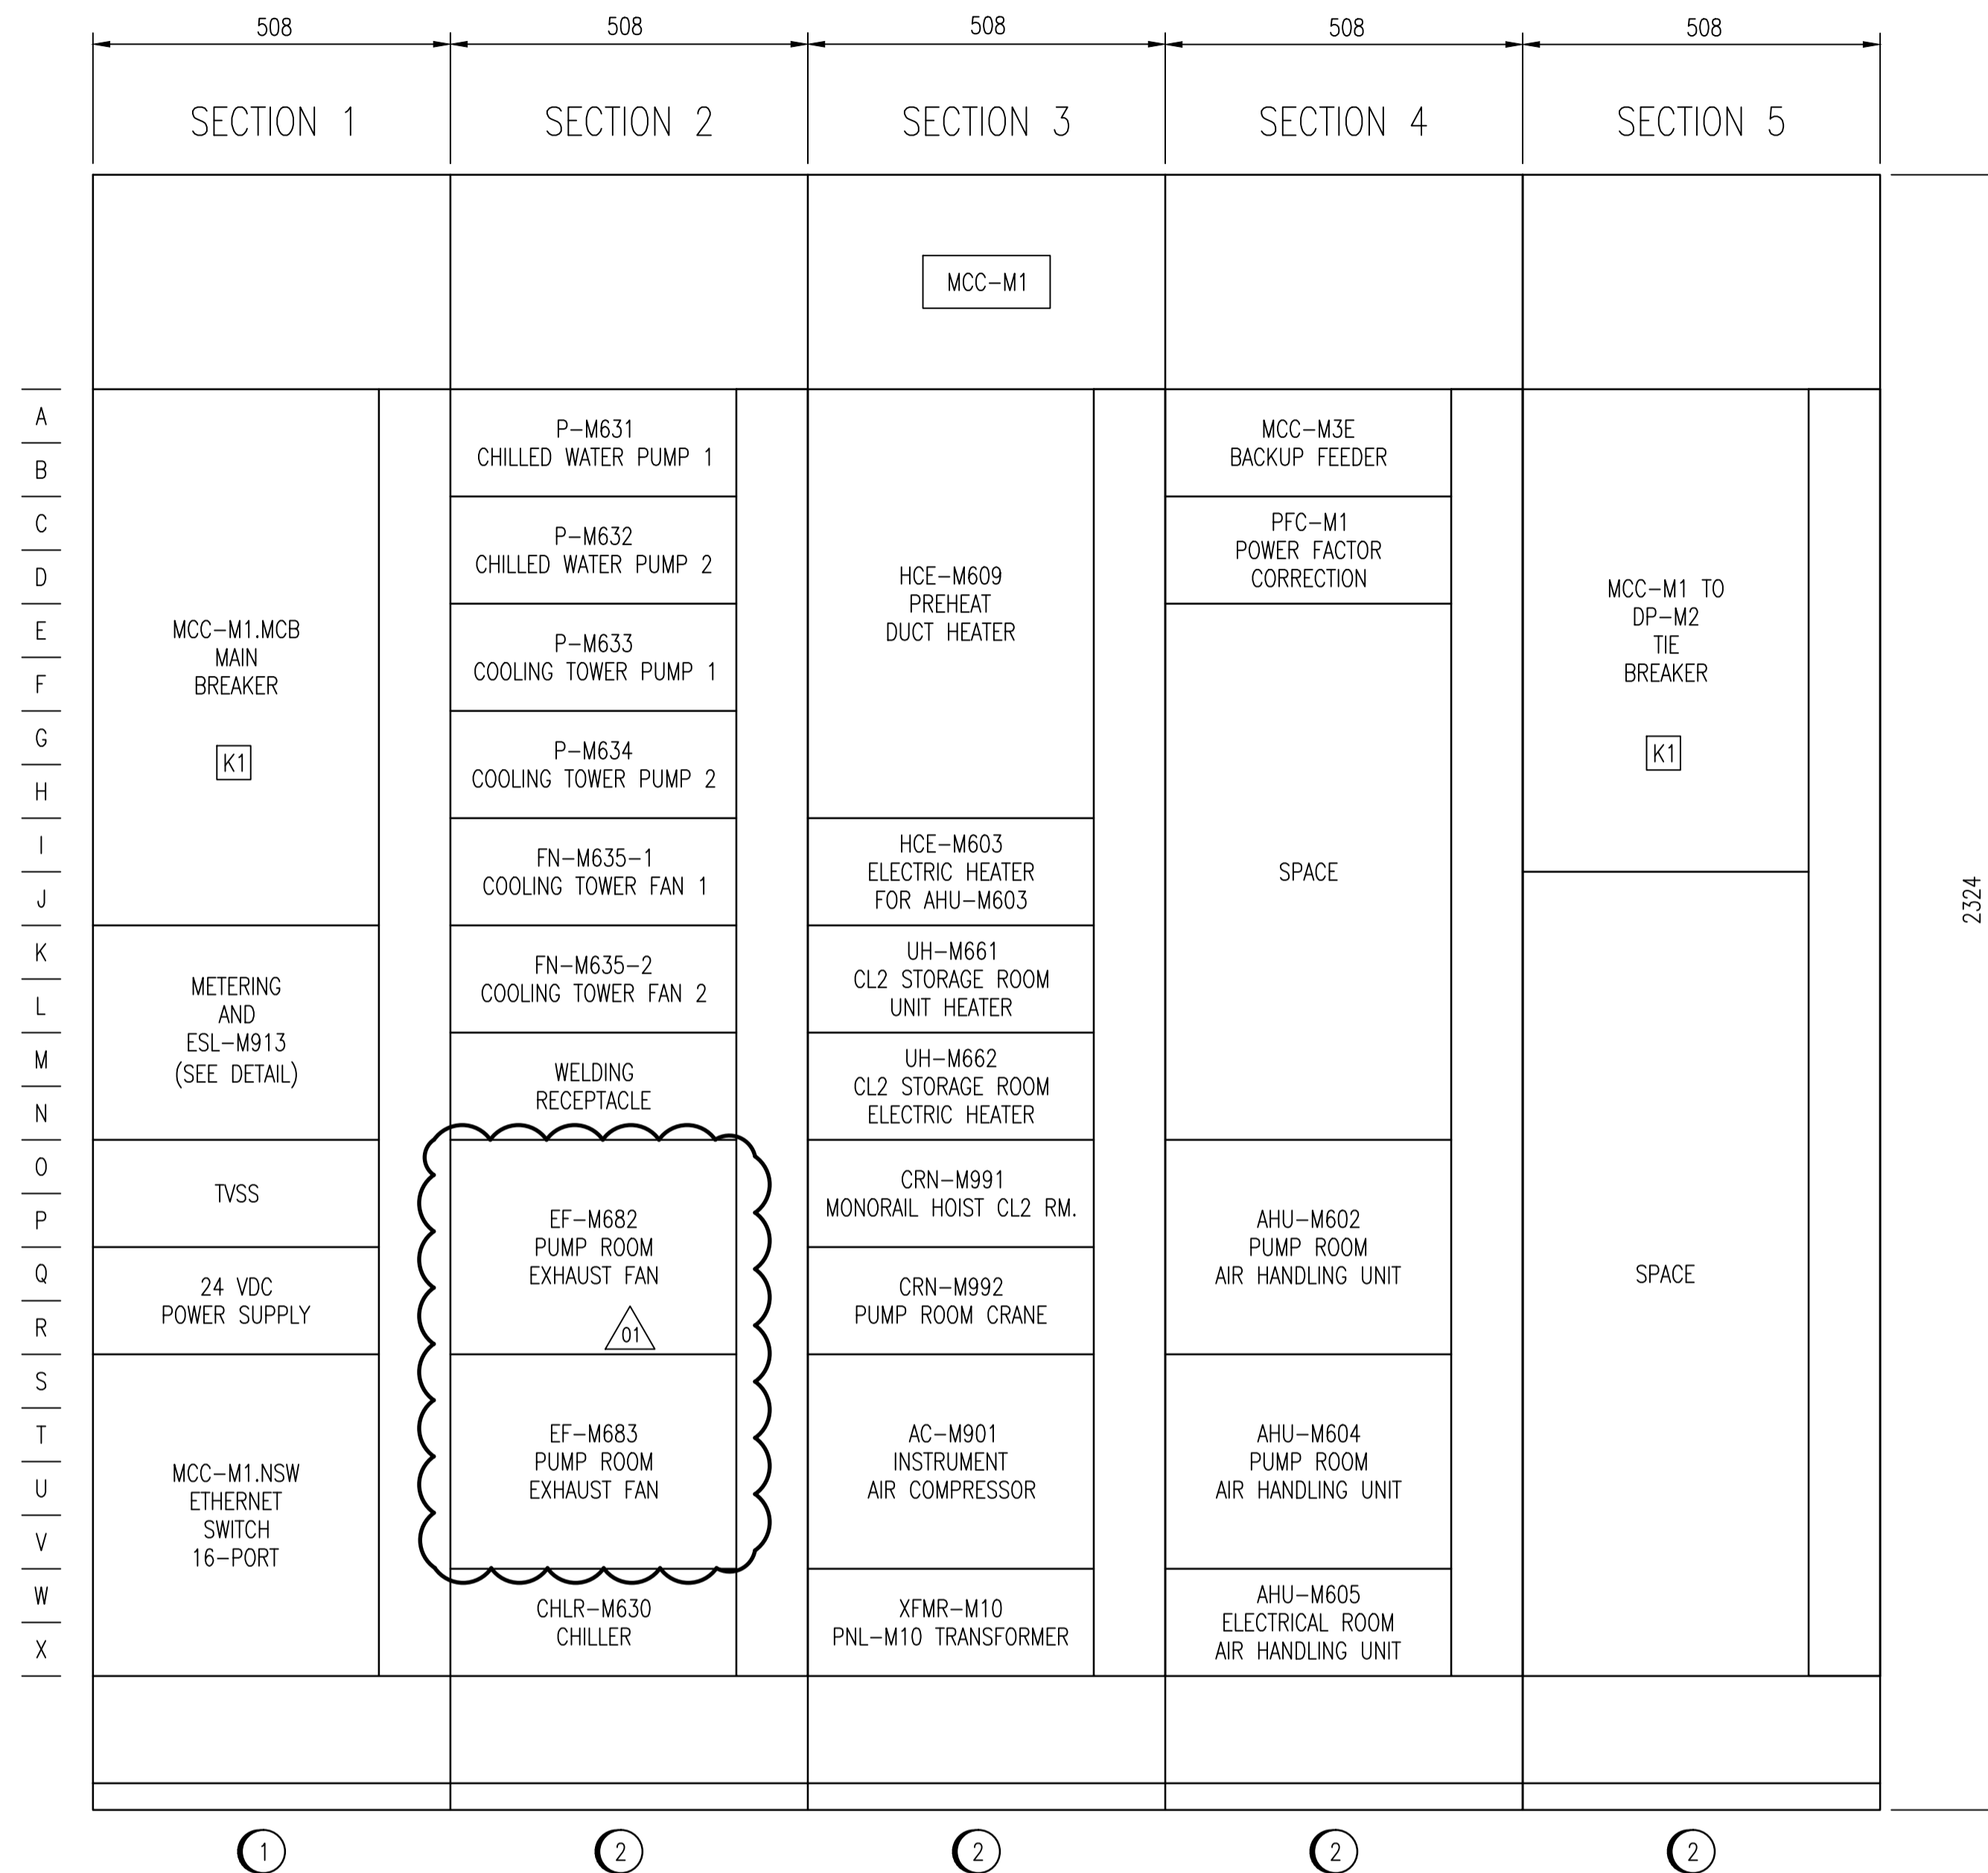 508
508
508
508
508
SECTION 1
SECTION 2
SECTION 3
SECTION 4
SECTION 5
MCC-M1
A
B
C
D
E
F
G
H
I
J
K
L
M
N
O
P
Q
R
S
T
U
V
W
X
MCC-M1.MCB
MAIN
BREAKER
K1
METERING
AND
ESL-M913
(SEE DETAIL)
TVSS
24 VDC
POWER SUPPLY
MCC-M1.NSW
ETHERNET
SWITCH
16-PORT
P-M631
CHILLED WATER PUMP 1
P-M632
CHILLED WATER PUMP 2
P-M633
COOLING TOWER PUMP 1
P-M634
COOLING TOWER PUMP 2
FN-M635-1
COOLING TOWER FAN 1
FN-M635-2
COOLING TOWER FAN 2
WELDING
RECEPTACLE
EF-M682
PUMP ROOM
EXHAUST FAN
01
EF-M683
PUMP ROOM
EXHAUST FAN
CHLR-M630
CHILLER
HCE-M609
PREHEAT
DUCT HEATER
HCE-M603
ELECTRIC HEATER
FOR AHU-M603
UH-M661
CL2 STORAGE ROOM
UNIT HEATER
UH-M662
CL2 STORAGE ROOM
ELECTRIC HEATER
CRN-M991
MONORAIL HOIST CL2 RM.
CRN-M992
PUMP ROOM CRANE
AC-M901
INSTRUMENT
AIR COMPRESSOR
XFMR-M10
PNL-M10 TRANSFORMER
MCC-M3E
BACKUP FEEDER
PFC-M1
POWER FACTOR
CORRECTION
SPACE
AHU-M602
PUMP ROOM
AIR HANDLING UNIT
AHU-M604
PUMP ROOM
AIR HANDLING UNIT
AHU-M605
ELECTRICAL ROOM
AIR HANDLING UNIT
MCC-M1 TO
DP-M2
TIE
BREAKER
K1
SPACE
2324
1
2
2
2
2